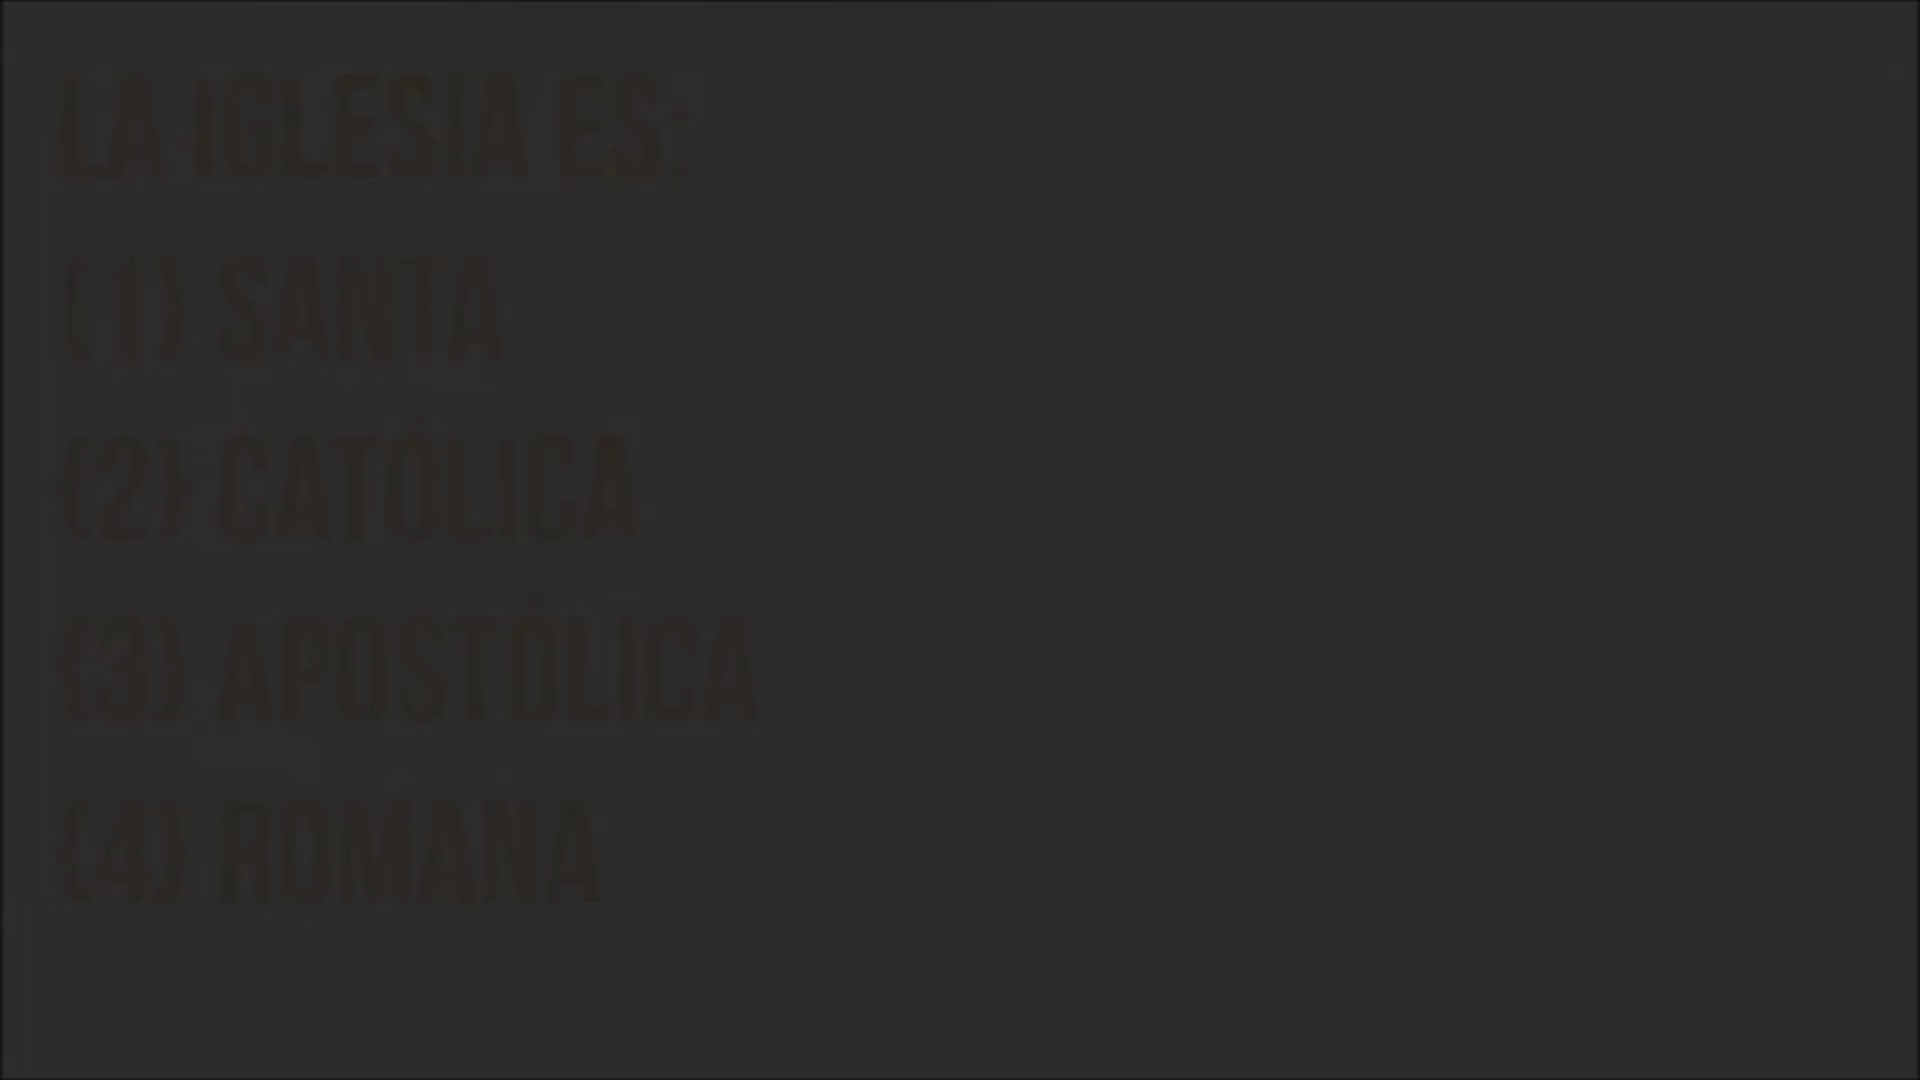 LA IGLESIA ES:
(1) SANTA
(2) CATÓLICA
(3) APOSTÓLICA
(4) ROMANA